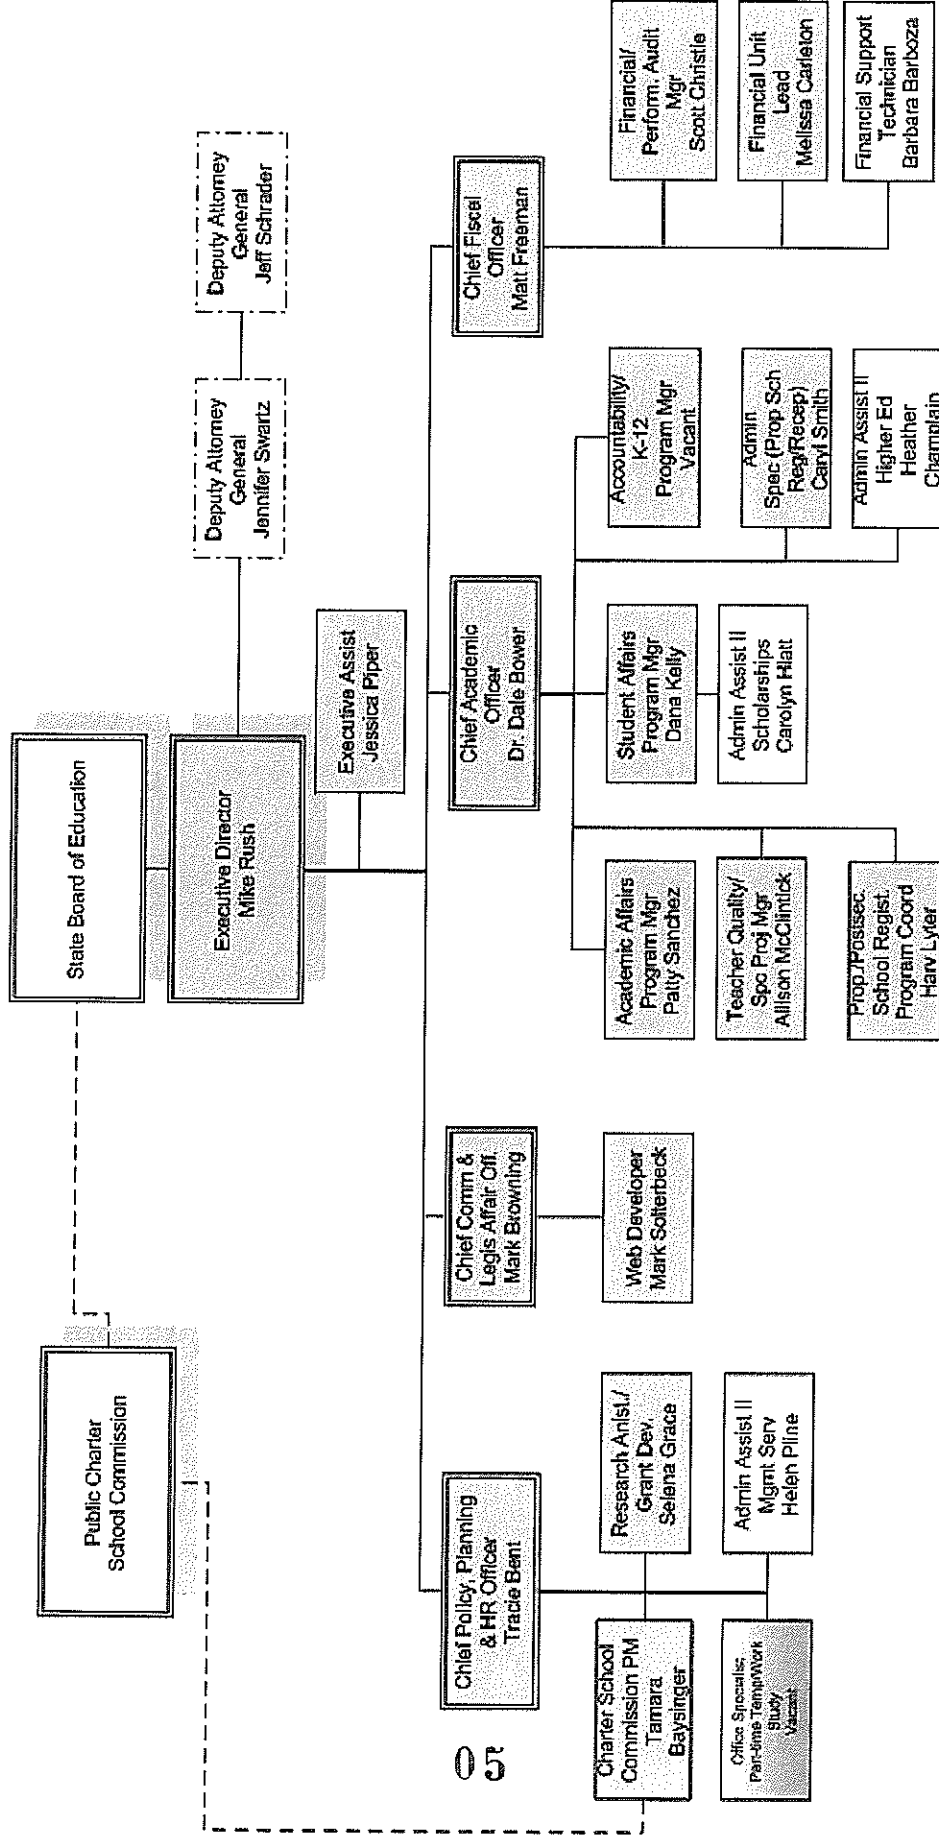 Public Charter
School Commission
State Board of Education
Executive Director
Mike Rush
Deputy Attorney
General
Jennifer Swartz
Deputy Attorney
General
Jeff Schrader
Executive Assist
Jessica Piper
Chief Policy, Planning
& HR Officer
Tracie Bent
Chief Comm &
Legis Affair Off.
Mark Browning
Chief Academic
Officer
Dr. Dale Bower
Chief Fiscal
Officer
Matt Freeman
Charter School
Commission PM
Tamara
Baysinger
Research Anlst./
Grant Dev.
Selena Grace
Office Specialist,
Part-time Temp/Work
Study
Vacant
Admin Assist II
Mgmt Serv
Helen Pline
Web Developer
Mark Solterbeck
Academic Affairs
Program Mgr
Patty Sanchez
Teacher Quality/
Spc Proj Mgr
Allison McClintick
Prop./Postsec.
School Regist.
Program Coord
Harv Lyter
Student Affairs
Program Mgr
Dana Kelly
Admin Assist II
Scholarships
Carolyn Hiatt
Accountability/
K-12
Program Mgr
Vacant
Admin
Spec (Prop Sch
Reg/Recep)
Caryl Smith
Admin Assist II
Higher Ed
Heather
Champlain
Financial/
Perform. Audit
Mgr
Scott Christie
Financial Unit
Lead
Melissa Carleton
Financial Support
Technician
Barbara Barboza
05